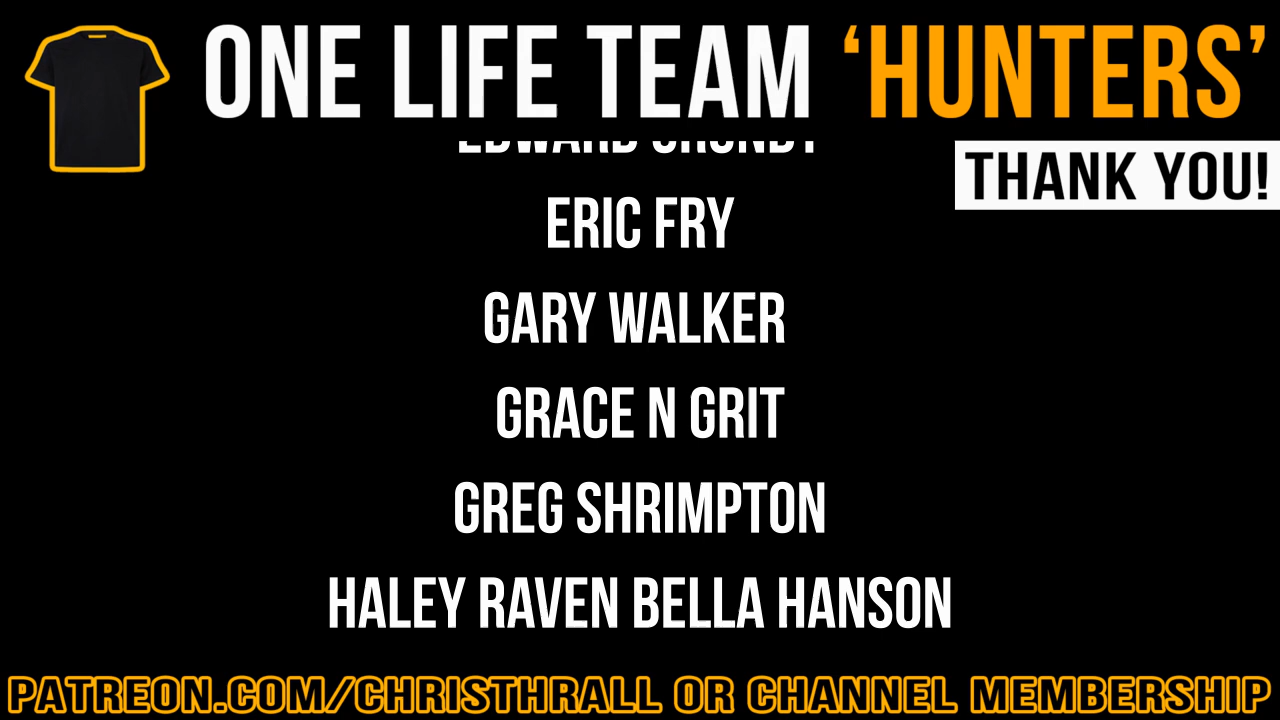 ONE LIFE TEAM ‘HUNTERS’
THANK YOU!
EDWARD
ERIC FRY
GARY WALKER
GRACE N GRIT
GREG SHRIMPTON
HALEY RAVEN BELLA HANSON
PATREON.COM/CHRISTHRALL OR CHANNEL MEMBERSHIP